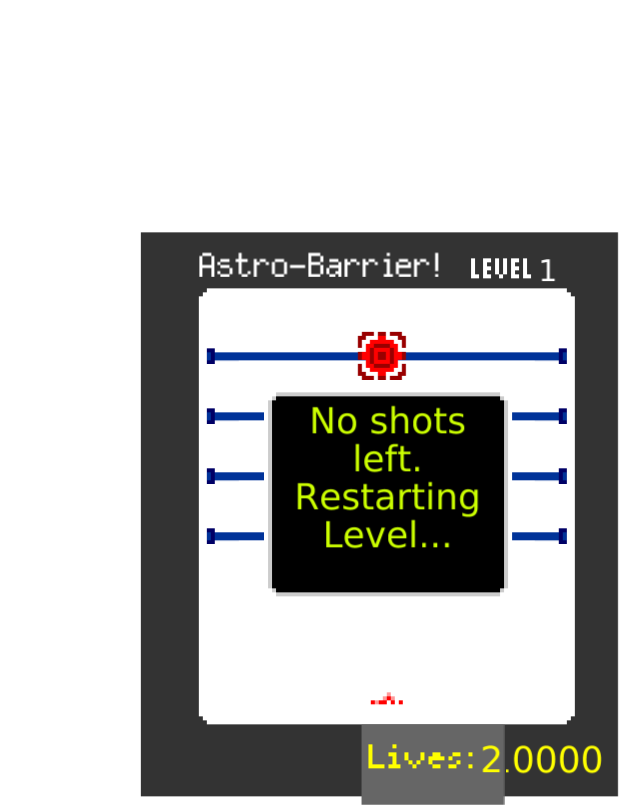 Astro-Barrier! LEVEL 1
No shots
left.
Restarting
Level...
Lives: 2.0000